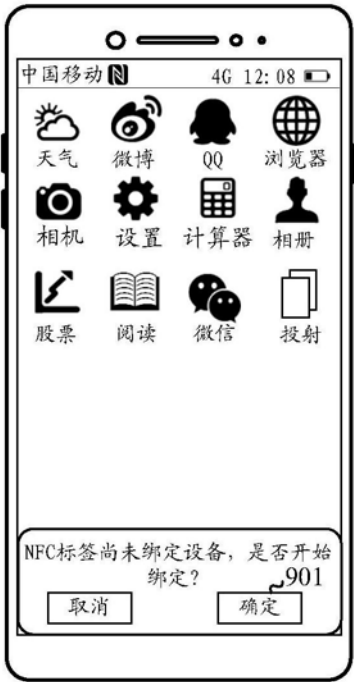 中国移动 4G 12:08
天气 微博 QQ 浏览器
相机 设置 计算器 相册
股票 阅读 微信 投射
NFC标签尚未绑定设备，是否开始
绑定？
901
取消 确定